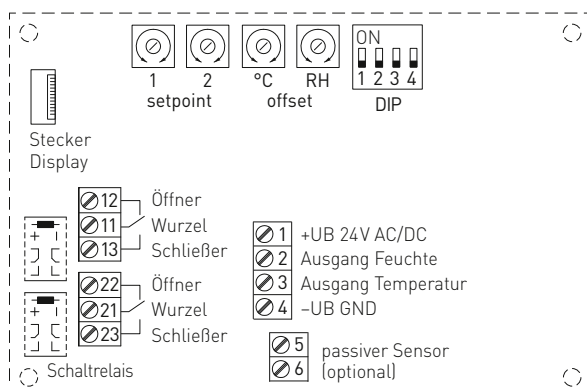 ON
1 2 °C RH 1 2 3 4
setpoint offset DIP
Stecker
Display
12 Öffner
11 Wurzel
13 Schließer
22 Öffner
21 Wurzel
23 Schließer
+
+
Schaltrelais
1 +UB 24V AC/DC
2 Ausgang Feuchte
3 Ausgang Temperatur
4 –UB GND
5 passiver Sensor
6 (optional)